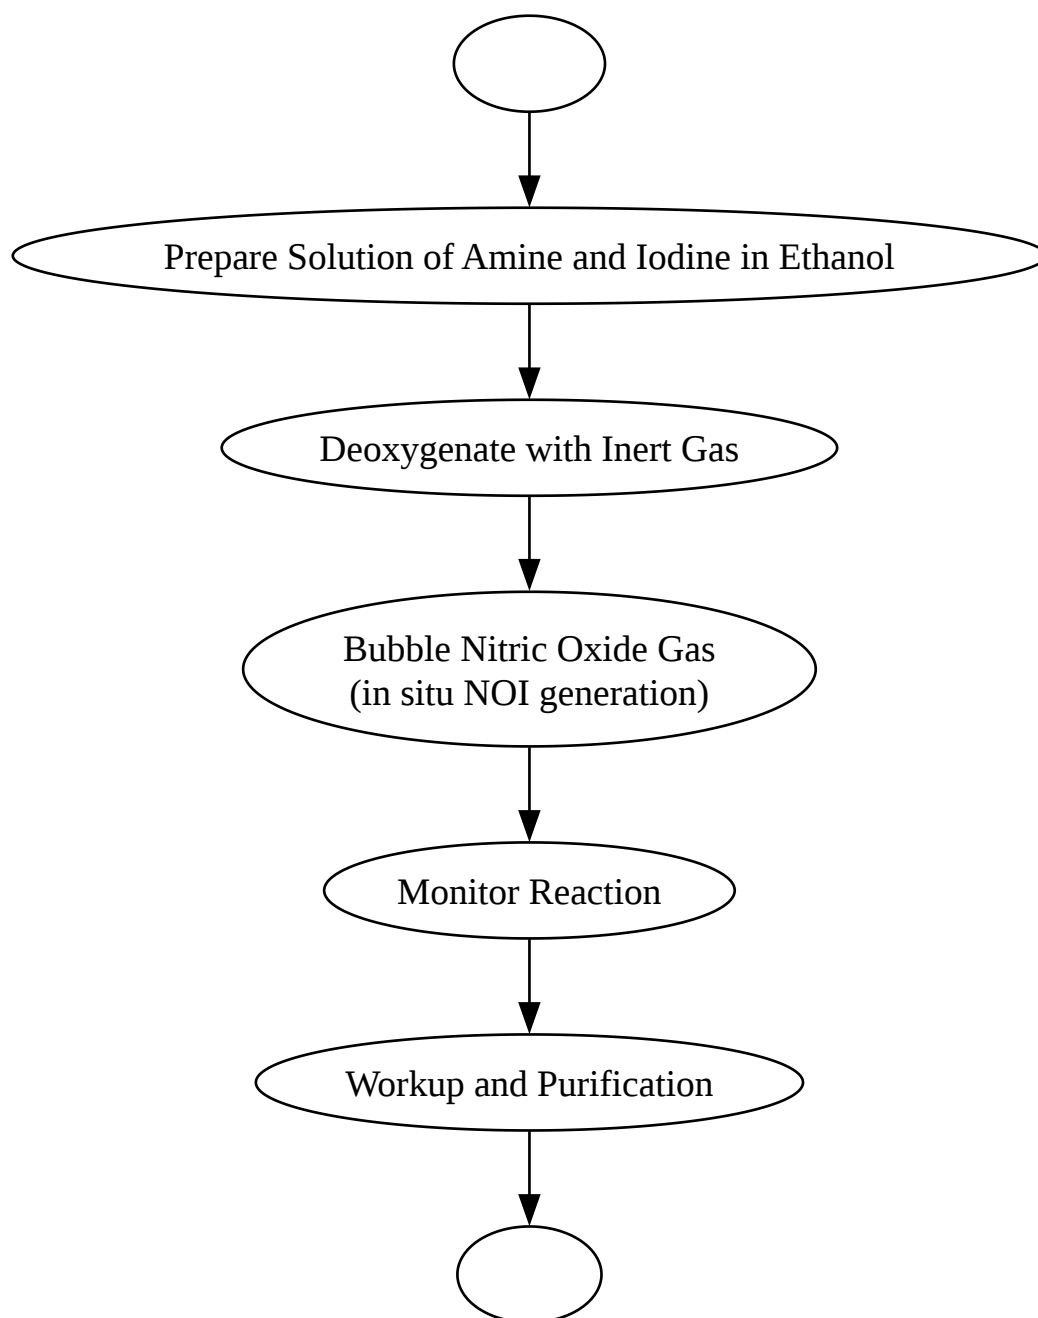 Prepare Solution of Amine and Iodine in Ethanol
Deoxygenate with Inert Gas
Bubble Nitric Oxide Gas
(in situ NOI generation)
Monitor Reaction
Workup and Purification